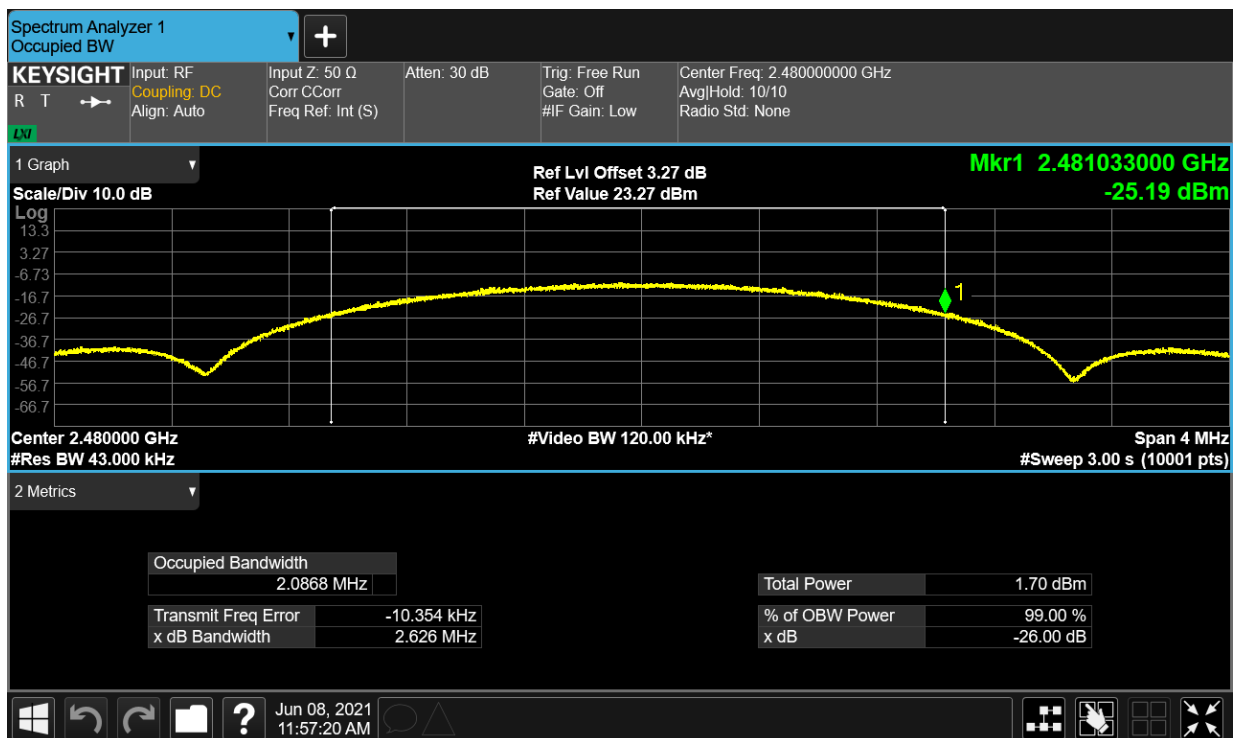 Spectrum Analyzer 1
Occupied BW
KEYSIGHT
R T
LXI
Input: RF
Coupling: DC
Align: Auto
Input Z: 50 Ω
Corr CCorr
Freq Ref: Int (S)
Atten: 30 dB
Trig: Free Run
Gate: Off
#IF Gain: Low
Center Freq: 2.480000000 GHz
Avg|Hold: 10/10
Radio Std: None
1 Graph
Scale/Div 10.0 dB
Ref Lvl Offset 3.27 dB
Ref Value 23.27 dBm
Mkr1 2.481033000 GHz
-25.19 dBm
Log
13.3
3.27
-6.73
-16.7
-26.7
-36.7
-46.7
-56.7
-66.7
1
Center 2.480000 GHz
#Video BW 120.00 kHz*
Span 4 MHz
#Res BW 43.000 kHz
#Sweep 3.00 s (10001 pts)
2 Metrics
Occupied Bandwidth
2.0868 MHz
Transmit Freq Error -10.354 kHz
x dB Bandwidth 2.626 MHz
Total Power 1.70 dBm
% of OBW Power 99.00 %
x dB -26.00 dB
?
Jun 08, 2021
11:57:20 AM